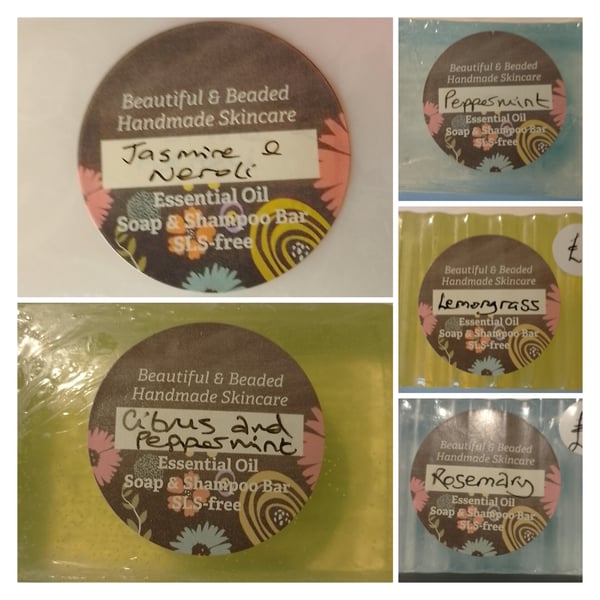 Beautiful & Beaded
Handmade Skincare
Jasmine &
Neroli
Essential Oil
Soap & Shampoo Bar
SLS-free
Beautiful & Beaded
Handmade Skincare
Citrus and
Peppermint
Essential Oil
Soap & Shampoo Bar
SLS-free
Beautiful & Beaded
Handmade Skincare
Peppermint
Essential Oil
Soap & Shampoo Bar
SLS-free
Beautiful & Beaded
Handmade Skincare
Lemongrass
Essential Oil
Soap & Shampoo Bar
SLS-free
£
Beautiful & Beaded
Handmade Skincare
Rosemary
Essential Oil
Soap & Shampoo Bar
SLS-free
£